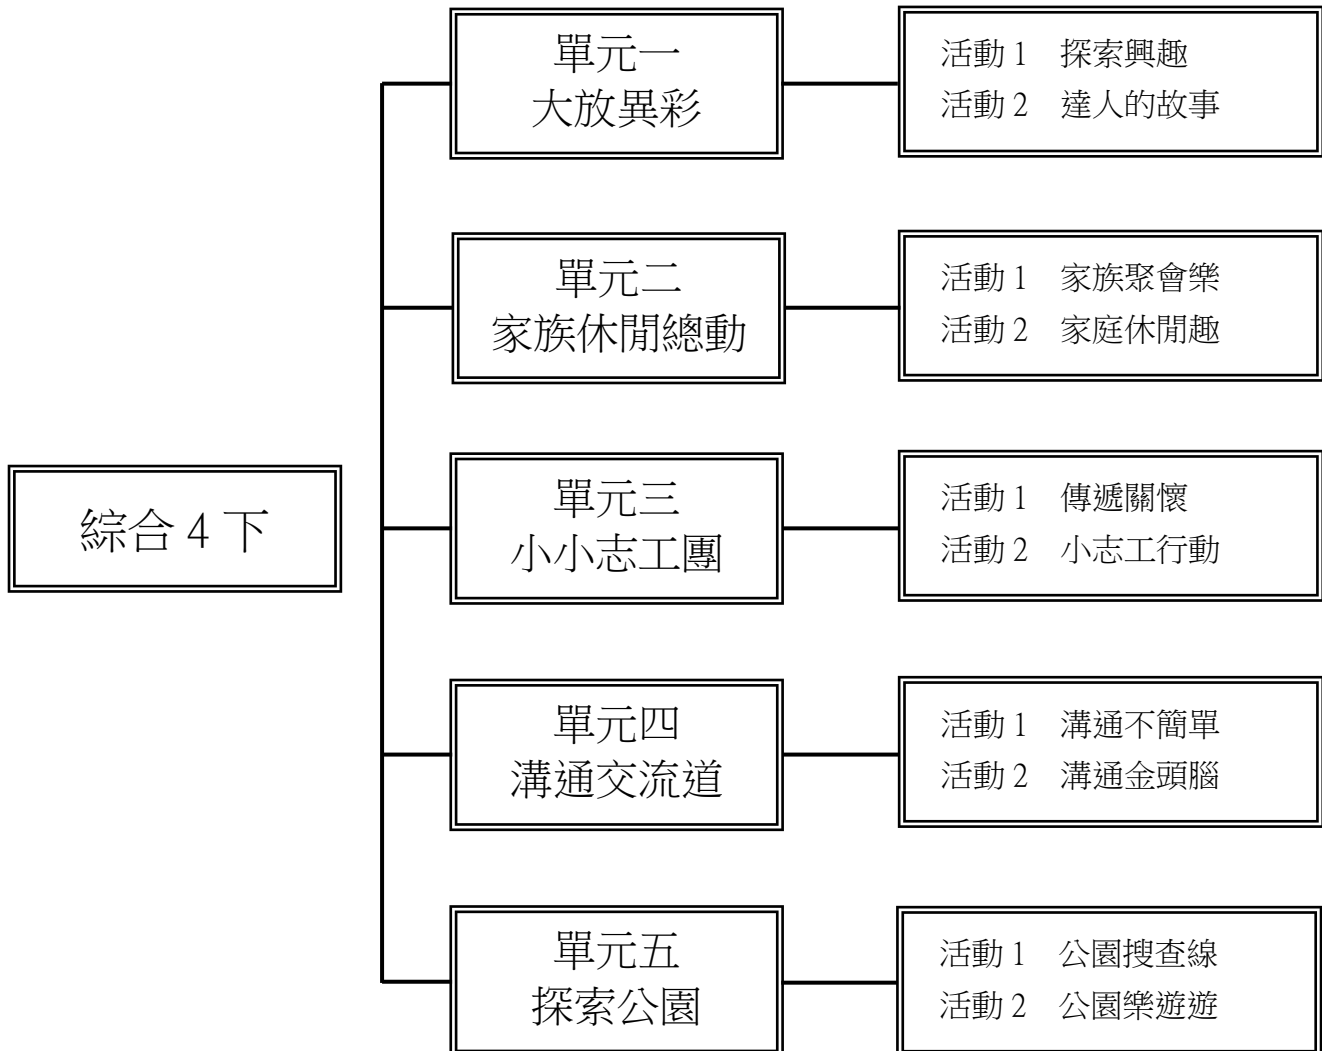 單元一
大放異彩
活動 1　探索興趣
活動 2　達人的故事
單元二
家族休閒總動
活動 1　家族聚會樂
活動 2　家庭休閒趣
綜合 4 下
單元三
小小志工團
活動 1　傳遞關懷
活動 2　小志工行動
單元四
溝通交流道
活動 1　溝通不簡單
活動 2　溝通金頭腦
單元五
探索公園
活動 1　公園搜查線
活動 2　公園樂遊遊